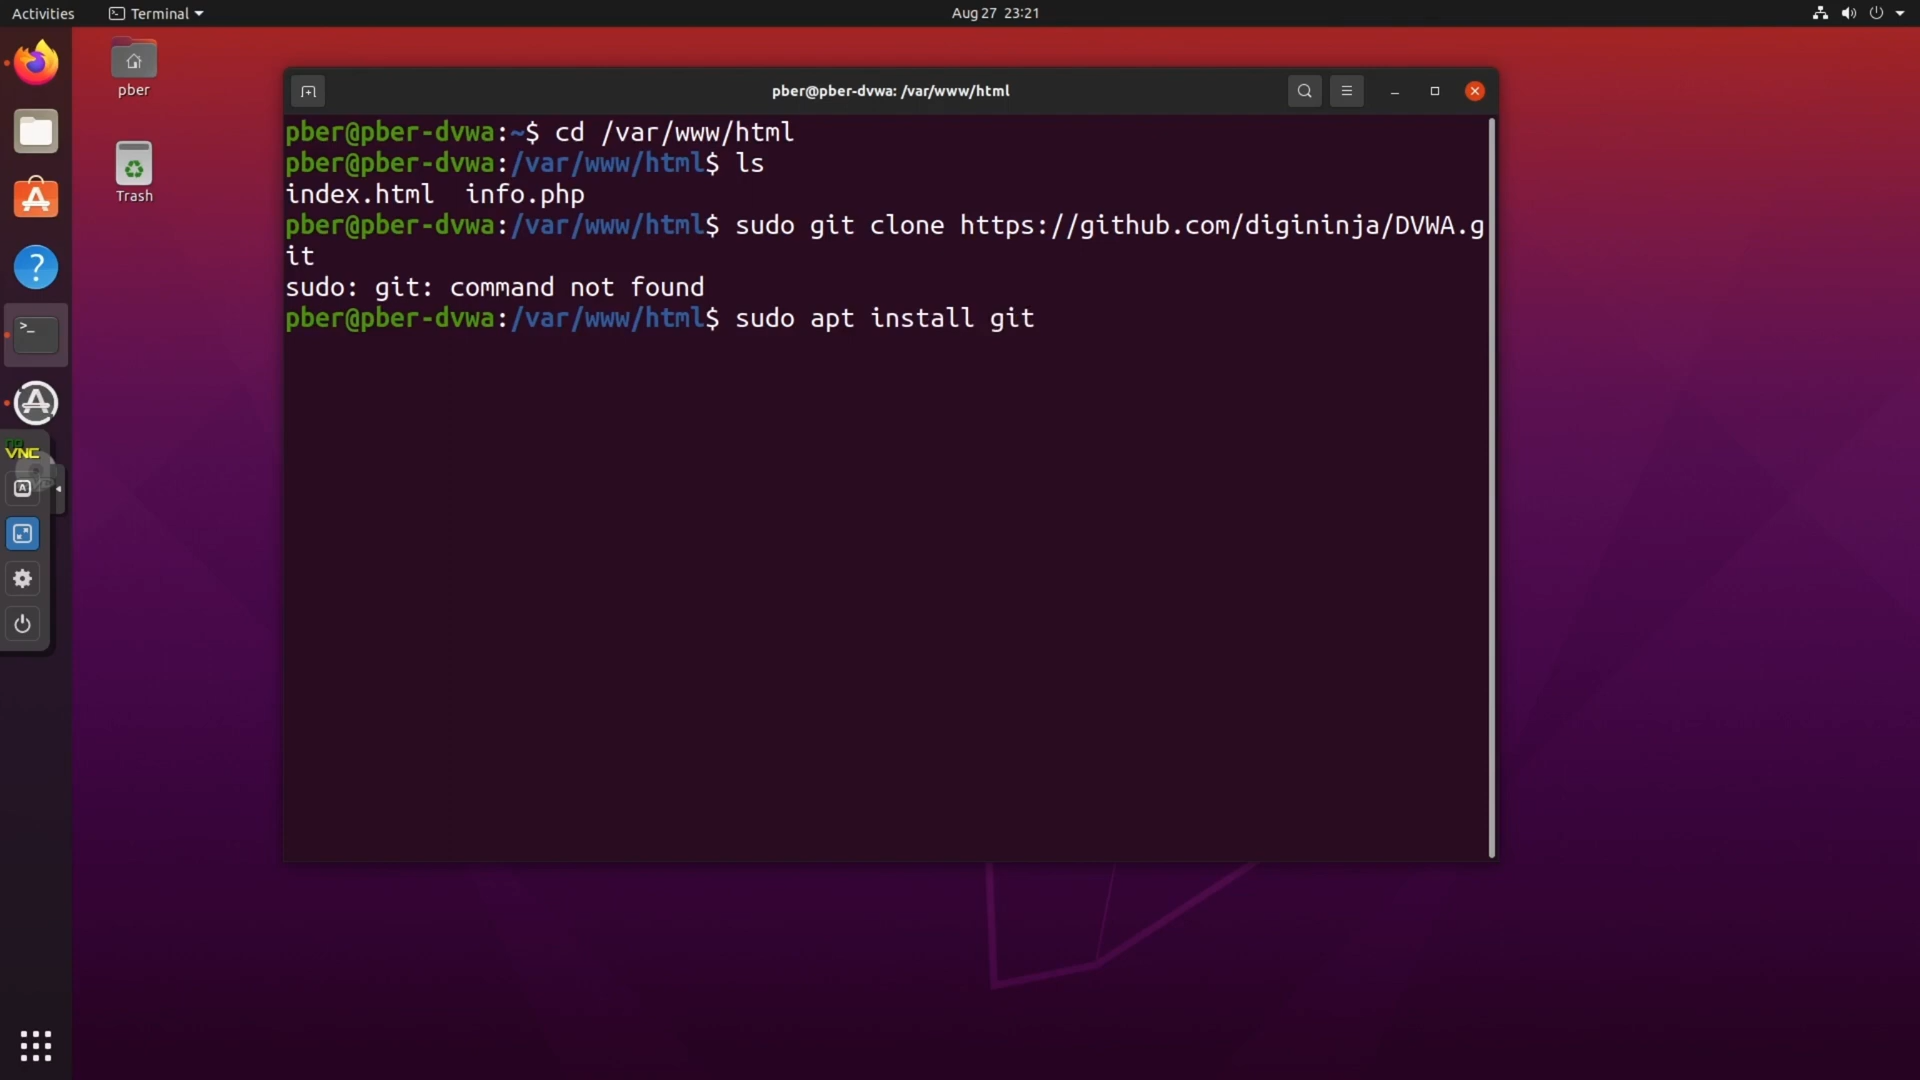 Activities
Terminal
Aug 27 23:21
pber
Trash
pber@pber-dvwa: /var/www/html
pber@pber-dvwa:~$ cd /var/www/html
pber@pber-dvwa:/var/www/html$ ls
index.html  info.php
pber@pber-dvwa:/var/www/html$ sudo git clone https://github.com/digininja/DVWA.g
it
sudo: git: command not found
pber@pber-dvwa:/var/www/html$ sudo apt install git
no
VNC
A